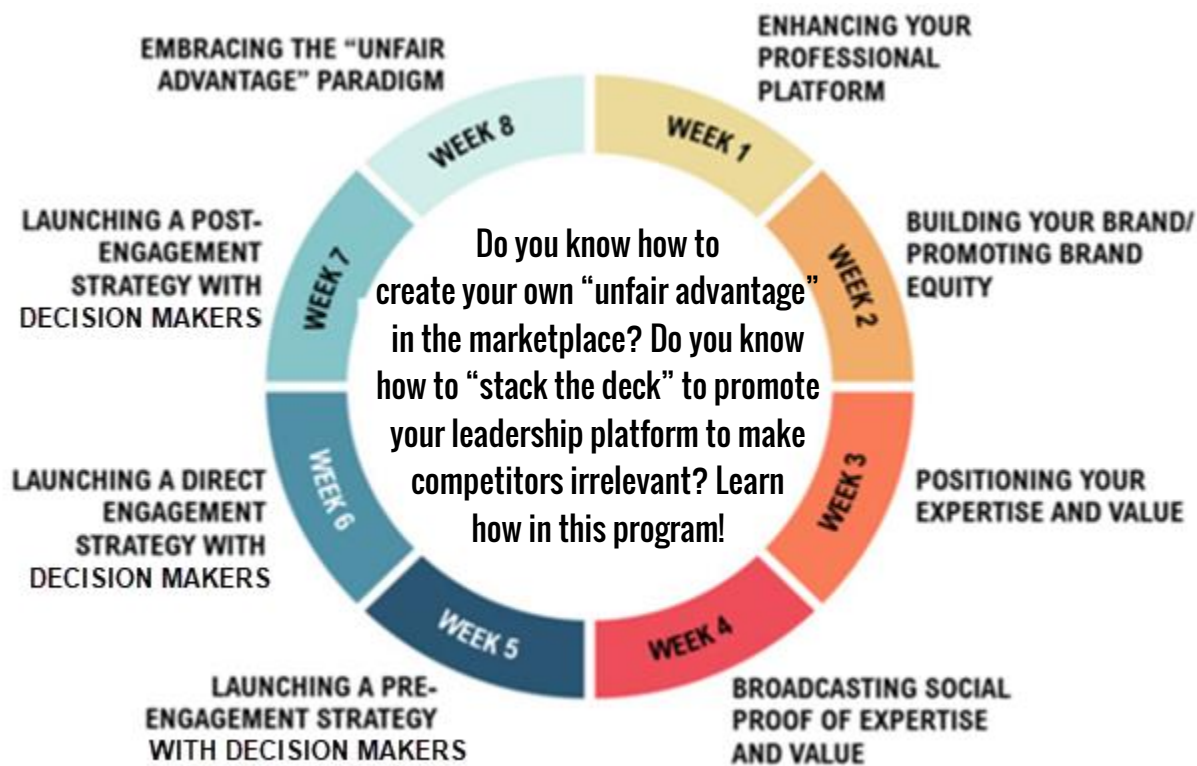 ENHANCING YOUR
PROFESSIONAL
PLATFORM
WEEK 1
BUILDING YOUR BRAND/
PROMOTING BRAND
EQUITY
WEEK 2
POSITIONING YOUR
EXPERTISE AND VALUE
WEEK 3
BROADCASTING SOCIAL
PROOF OF EXPERTISE
AND VALUE
WEEK 4
LAUNCHING A PRE-
ENGAGEMENT STRATEGY
WITH DECISION MAKERS
WEEK 5
LAUNCHING A DIRECT
ENGAGEMENT
STRATEGY WITH
DECISION MAKERS
WEEK 6
LAUNCHING A POST-
ENGAGEMENT
STRATEGY WITH
DECISION MAKERS
WEEK 7
EMBRACING THE “UNFAIR
ADVANTAGE” PARADIGM
WEEK 8
Do you know how to
create your own “unfair advantage”
in the marketplace? Do you know
how to “stack the deck” to promote
your leadership platform to make
competitors irrelevant? Learn
how in this program!